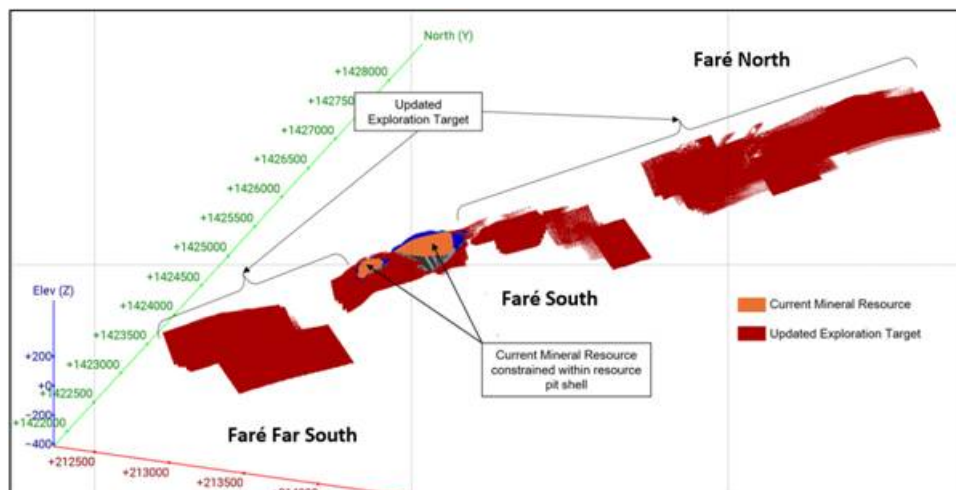 North (Y)
Faré North
+1428000
+142750
Updated
Exploration Target
+1427000
+1426500
+1426000
+1425500
+1425000
+1424500
Elev (Z)
+1424000
Faré South
Current Mineral Resource
+1423500
Updated Exploration Target
+200
+1423000
Current Mineral Resource
constrained within resource
pit shell
+0
+1422500
-200
+1422000
Faré Far South
-400
+212500
+213000
+213500